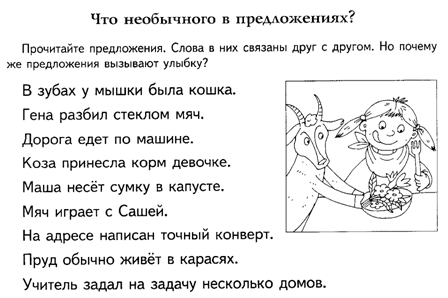 Что необычного в предложениях?
Прочитайте предложения. Слова в них связаны друг с другом. Но почему
же предложения вызывают улыбку?
В зубах у мышки была кошка.
Гена разбил стеклом мяч.
Дорога едет по машине.
Коза принесла корм девочке.
Маша несёт сумку в капусте.
Мяч играет с Сашей.
На адресе написан точный конверт.
Пруд обычно живёт в карасях.
Учитель задал на задачу несколько домов.